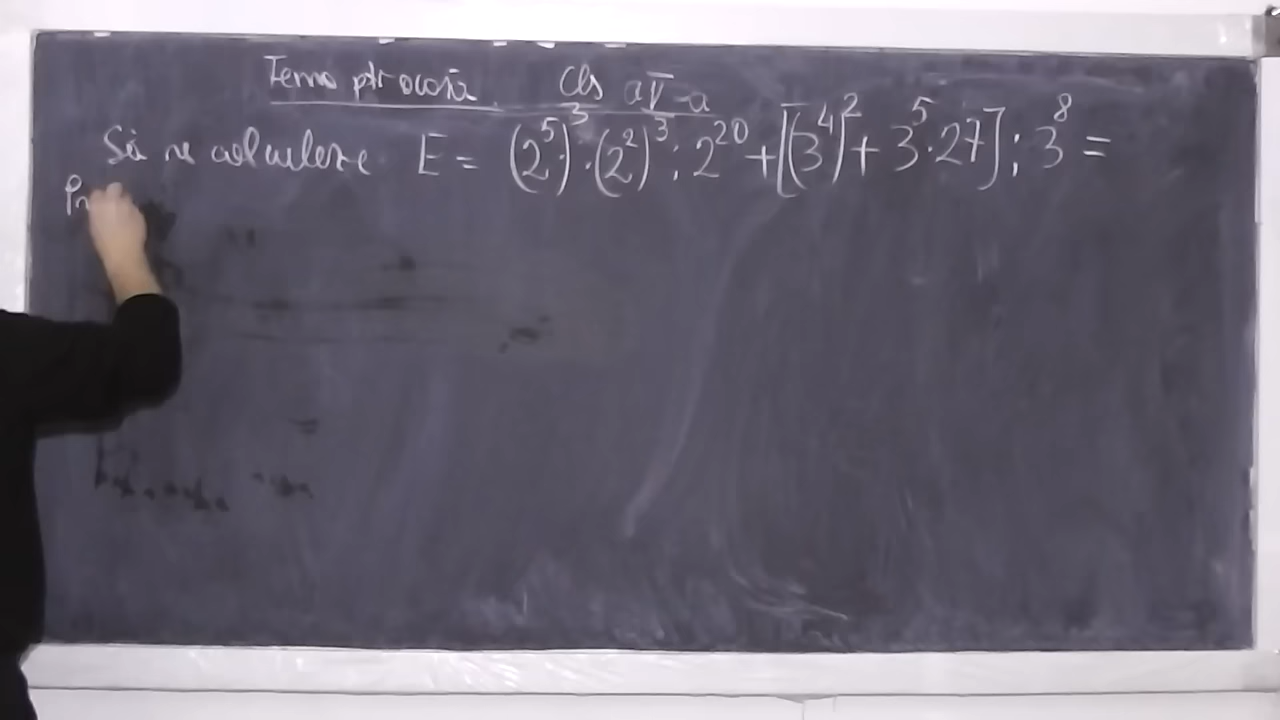 Tema ptr acasă Cls a V-a
Să se calculeze E = (2⁵)³·(2²)³ : 2²⁰ + [(3⁴)² + 3⁵·27] : 3⁸ =